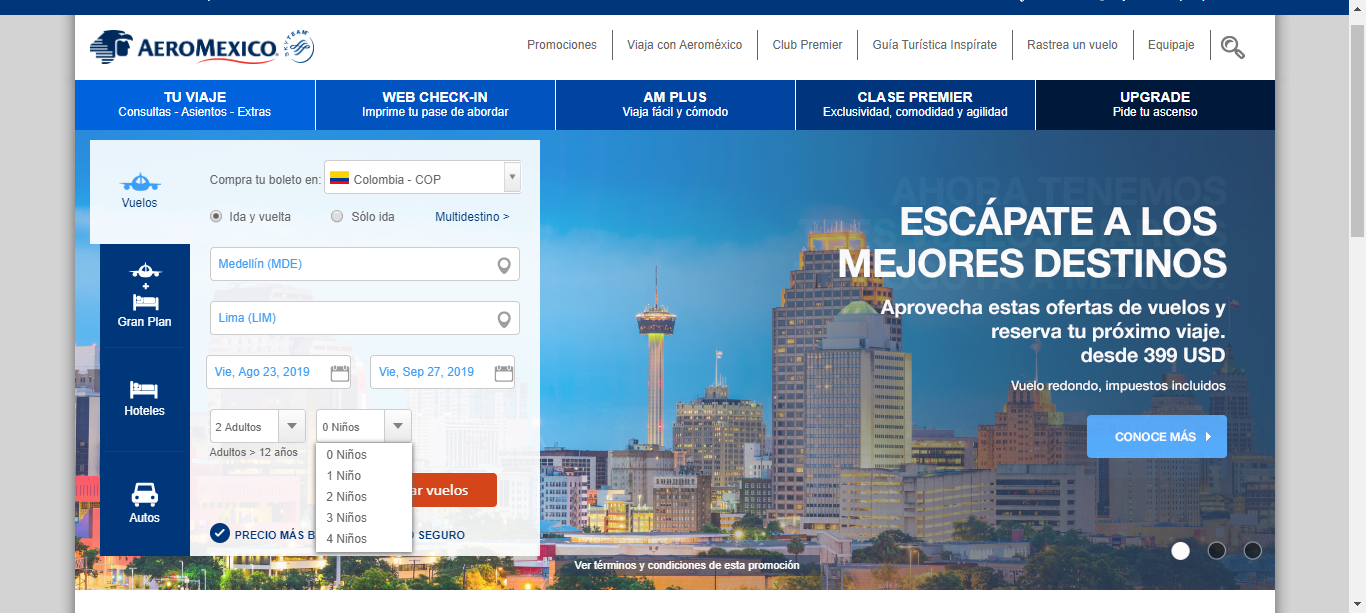 AEROMEXICO.
SKYTEAM
Promociones
Viaja con Aeroméxico
Club Premier
Guía Turística Inspírate
Rastrea un vuelo
Equipaje
TU VIAJE
Consultas - Asientos - Extras
WEB CHECK-IN
Imprime tu pase de abordar
AM PLUS
Viaja fácil y cómodo
CLASE PREMIER
Exclusividad, comodidad y agilidad
UPGRADE
Pide tu ascenso
Vuelos
Gran Plan
Hoteles
Autos
Compra tu boleto en:
Colombia - COP
Ida y vuelta
Sólo ida
Multidestino >
Medellín (MDE)
Lima (LIM)
Vie, Ago 23, 2019
Vie, Sep 27, 2019
2 Adultos
0 Niños
Adultos > 12 años
0 Niños
1 Niño
2 Niños
3 Niños
4 Niños
ar vuelos
PRECIO MÁS B
O SEGURO
AHORA TENEMOS
ESCÁPATE A LOS
MEJORES DESTINOS
Aprovecha estas ofertas de vuelos y
reserva tu próximo viaje.
desde 399 USD
Vuelo redondo, impuestos incluidos
CONOCE MÁS
Ver términos y condiciones de esta promoción